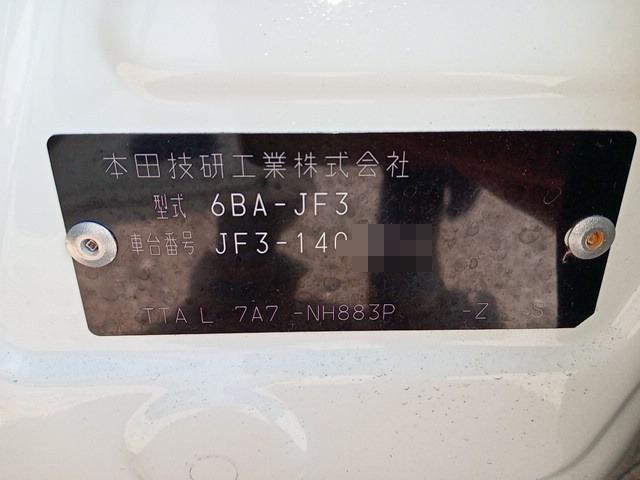 本田技研工業株式会社
型式 6BA-JF3
車台番号 JF3-140
TTA L 7A7 -NH883P -Z S